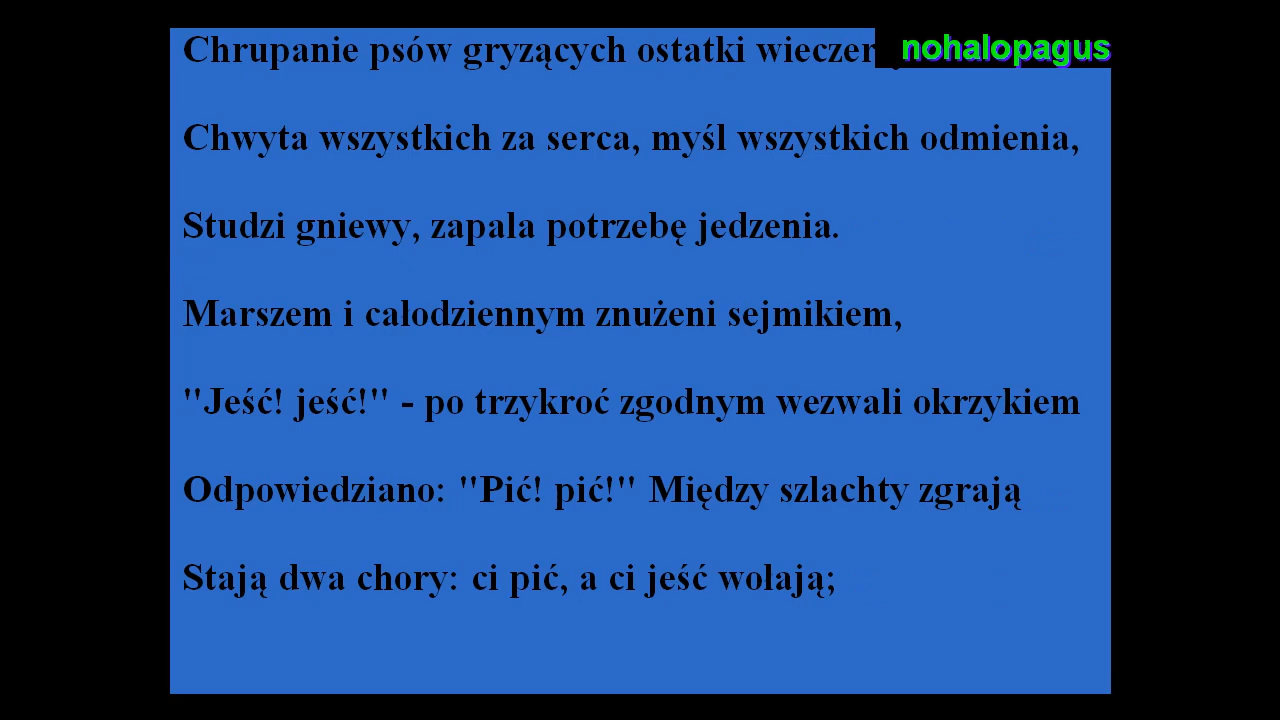 Chrupanie psów gryzących ostatki
nohalopagus
Chwyta wszystkich za serca, myśl wszystkich odmienia,
Studzi gniewy, zapala potrzebę jedzenia.
Marszem i całodziennym znużeni sejmikiem,
"Jeść! jeść!" - po trzykroć zgodnym wezwali okrzykiem
Odpowiedziano: "Pić! pić!" Między szlachty zgrają
Stają dwa chory: ci pić, a ci jeść wołają;